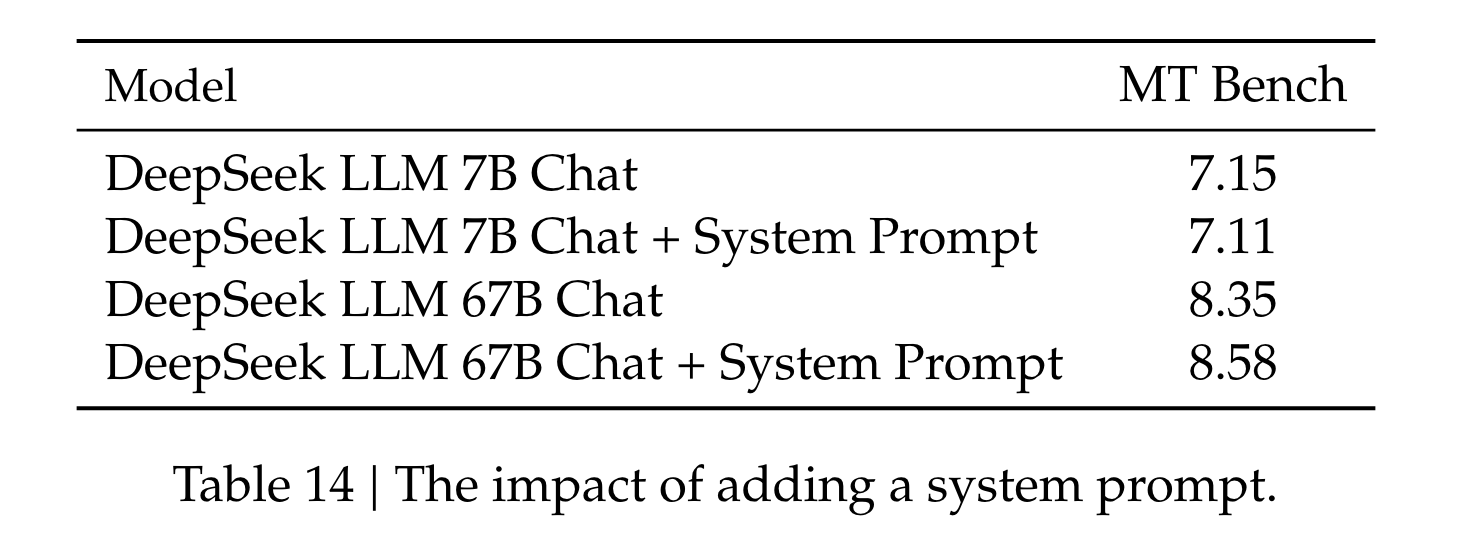 Model MT Bench
DeepSeek LLM 7B Chat 7.15
DeepSeek LLM 7B Chat + System Prompt 7.11
DeepSeek LLM 67B Chat 8.35
DeepSeek LLM 67B Chat + System Prompt 8.58
Table 14 | The impact of adding a system prompt.